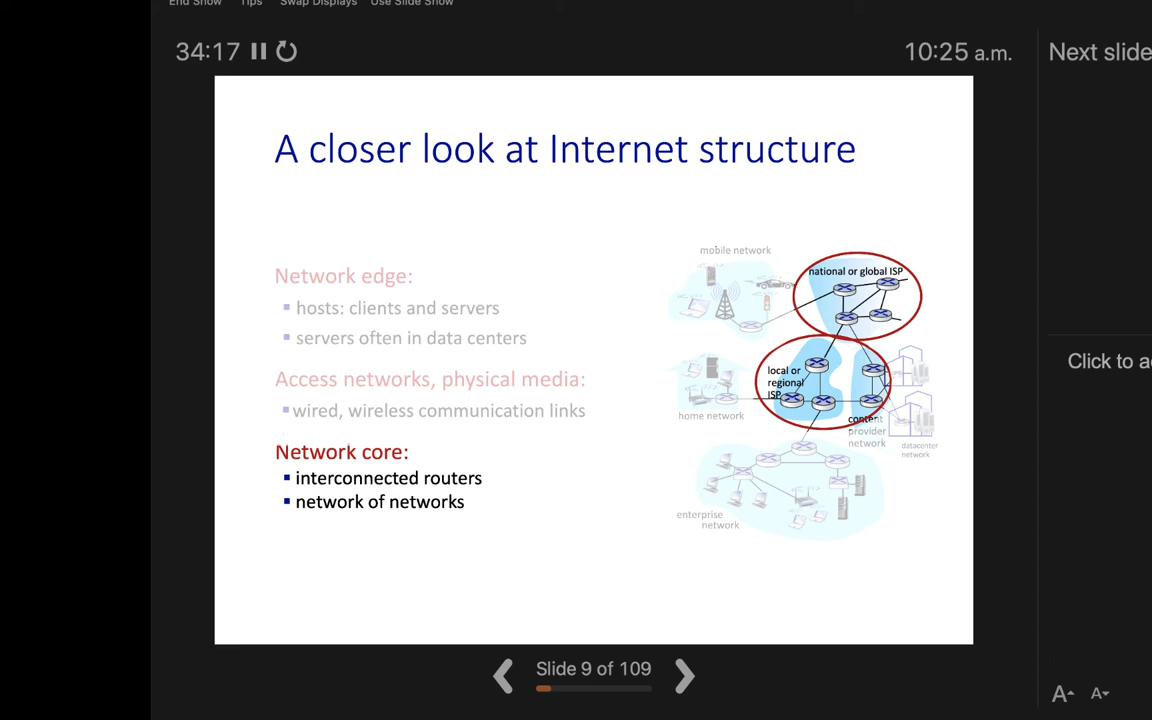 End Show Tips Swap Displays Use Slide Show
34:17
10:25 a.m.
Next slide
A closer look at Internet structure
Network edge:
▪ hosts: clients and servers
▪ servers often in data centers
Access networks, physical media:
▪ wired, wireless communication links
Network core:
▪ interconnected routers
▪ network of networks
mobile network
national or global ISP
local or
regional
ISP
home network
content
provider
network
datacenter
network
enterprise
network
Click to a
Slide 9 of 109
A A